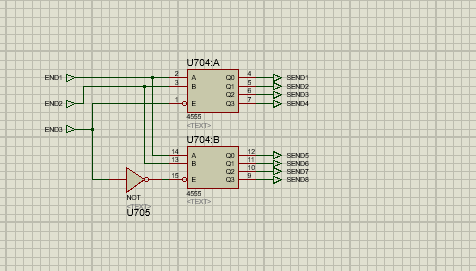 U704:A
END1 2 A Q0 4 SEND1
3 B Q1 5 SEND2
Q2 6 SEND3
END2 1 E Q3 7 SEND4
4555
<TEXT>
END3
U704:B
14 A Q0 12 SEND5
13 B Q1 11 SEND6
Q2 10 SEND7
15 E Q3 9 SEND8
4555
NOT
<TEXT>
<TEXT>
U705